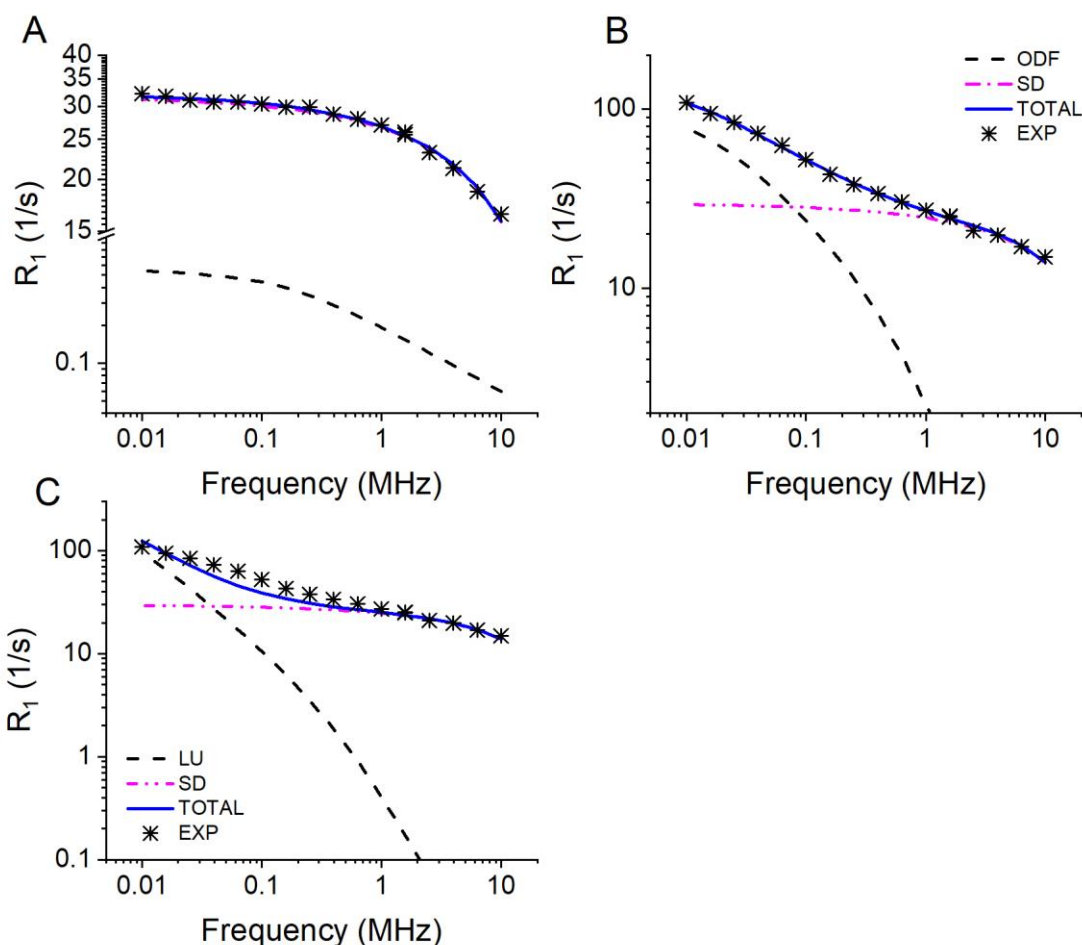 A
40
35
30
25
20
15
0.1
R1 (1/s)
0.01 0.1 1 10
Frequency (MHz)
B
ODF
SD
TOTAL
EXP
100
10
R1 (1/s)
0.01 0.1 1 10
Frequency (MHz)
C
100
10
1
0.1
R1 (1/s)
LU
SD
TOTAL
EXP
0.01 0.1 1 10
Frequency (MHz)